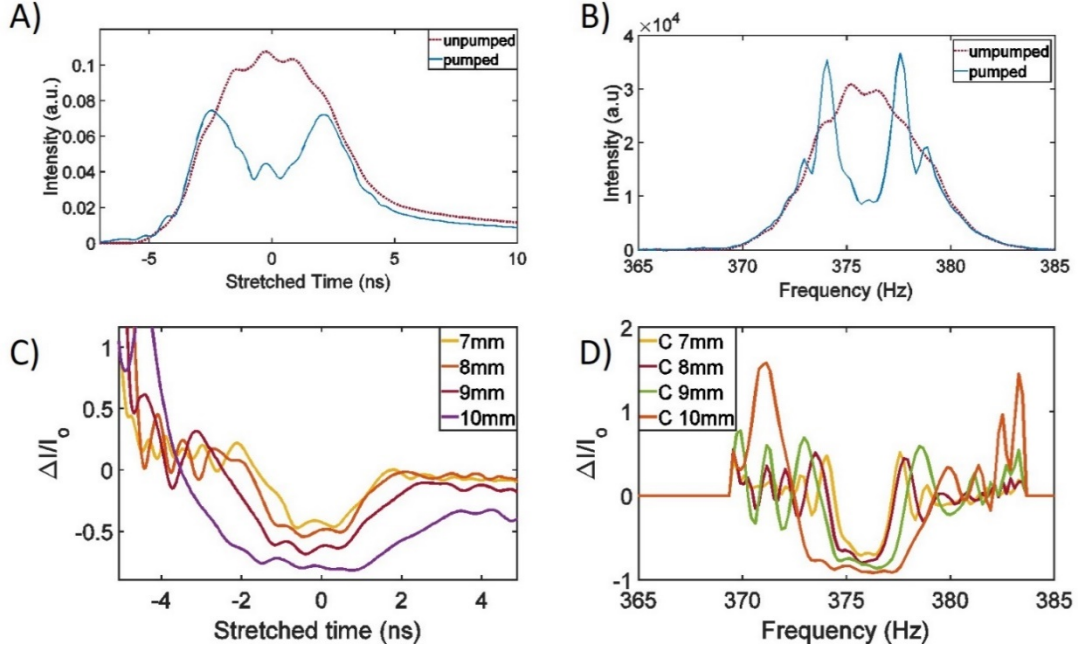 A)
unpumped
pumped
Intensity (a.u.)
0.1
0.08
0.06
0.04
0.02
0
-5 0 5 10
Stretched Time (ns)
B)
×10⁴
umpumped
pumped
Intensity (a.u)
4
3
2
1
0
365 370 375 380 385
Frequency (Hz)
C)
7mm
8mm
9mm
10mm
ΔI/Iₒ
1
0.5
0
-0.5
-4 -2 0 2 4
Stretched time (ns)
D)
C 7mm
C 8mm
C 9mm
C 10mm
ΔI/Iₒ
2
1
0
-1
365 370 375 380 385
Frequency (Hz)